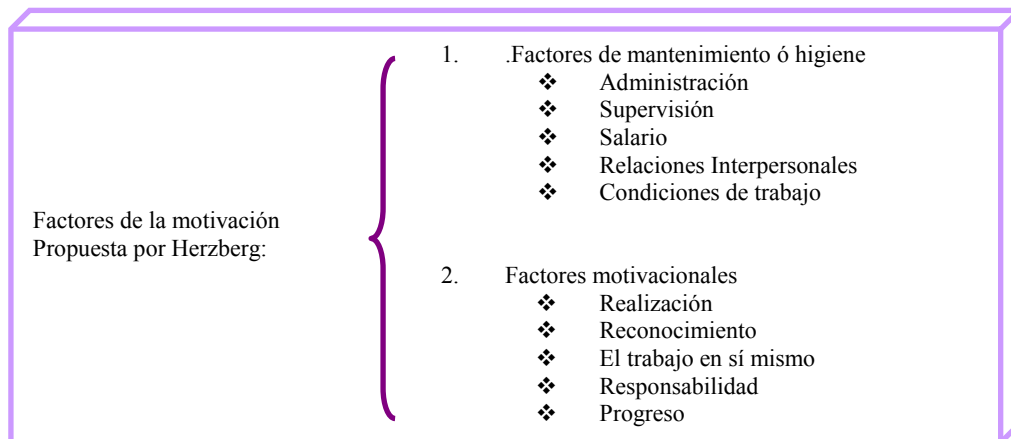 Factores de la motivación
Propuesta por Herzberg:
1. .Factores de mantenimiento ó higiene
❖ Administración
❖ Supervisión
❖ Salario
❖ Relaciones Interpersonales
❖ Condiciones de trabajo
2. Factores motivacionales
❖ Realización
❖ Reconocimiento
❖ El trabajo en sí mismo
❖ Responsabilidad
❖ Progreso